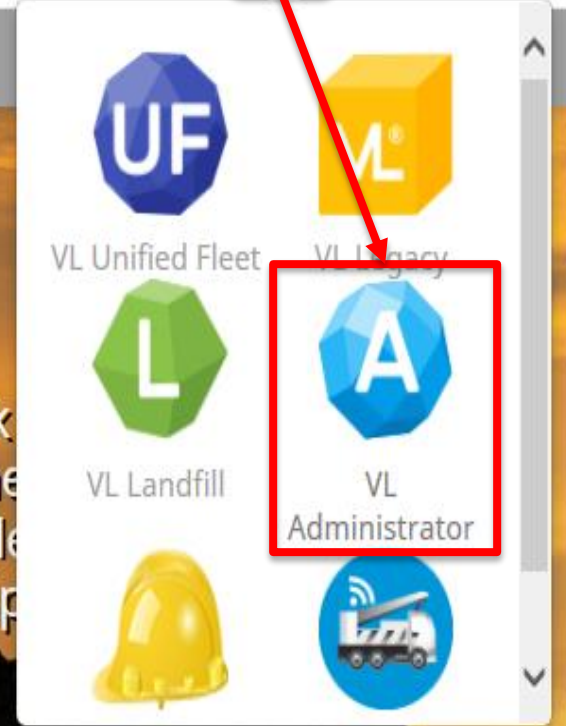 UF
VL®
VL Unified Fleet
VL Legacy
L
A
VL Landfill
VL
Administrator